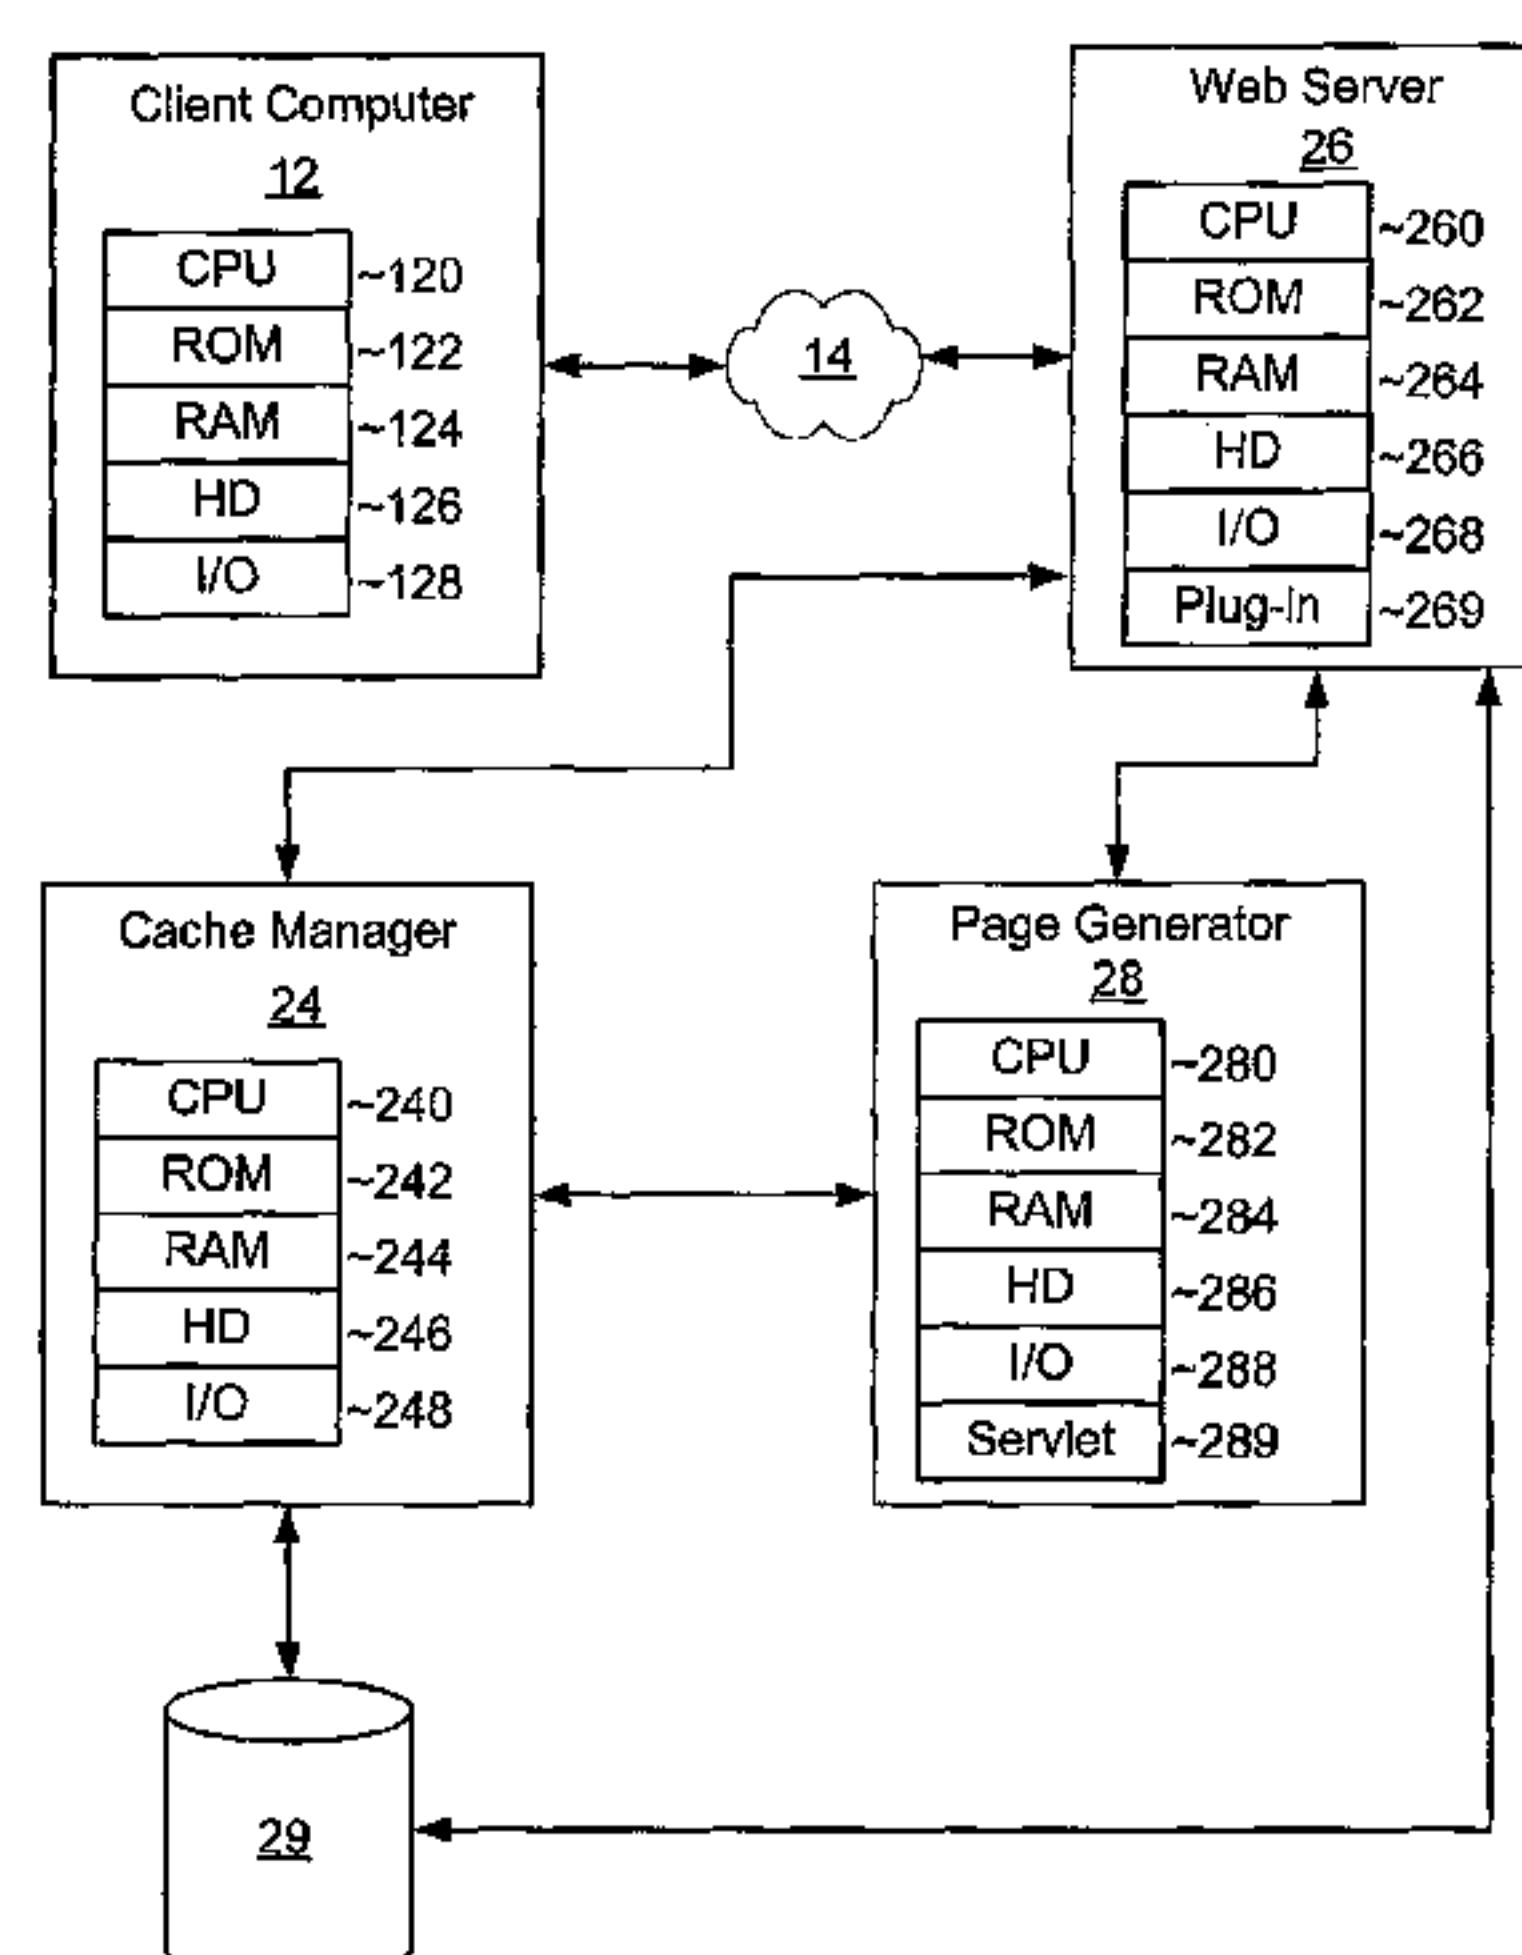 Client Computer
12
CPU ~120
ROM ~122
RAM ~124
HD ~126
I/O ~128
14
Web Server
26
CPU ~260
ROM ~262
RAM ~264
HD ~266
I/O ~268
Plug-In ~269
Cache Manager
24
CPU ~240
ROM ~242
RAM ~244
HD ~246
I/O ~248
Page Generator
28
CPU ~280
ROM ~282
RAM ~284
HD ~286
I/O ~288
Servlet ~289
29